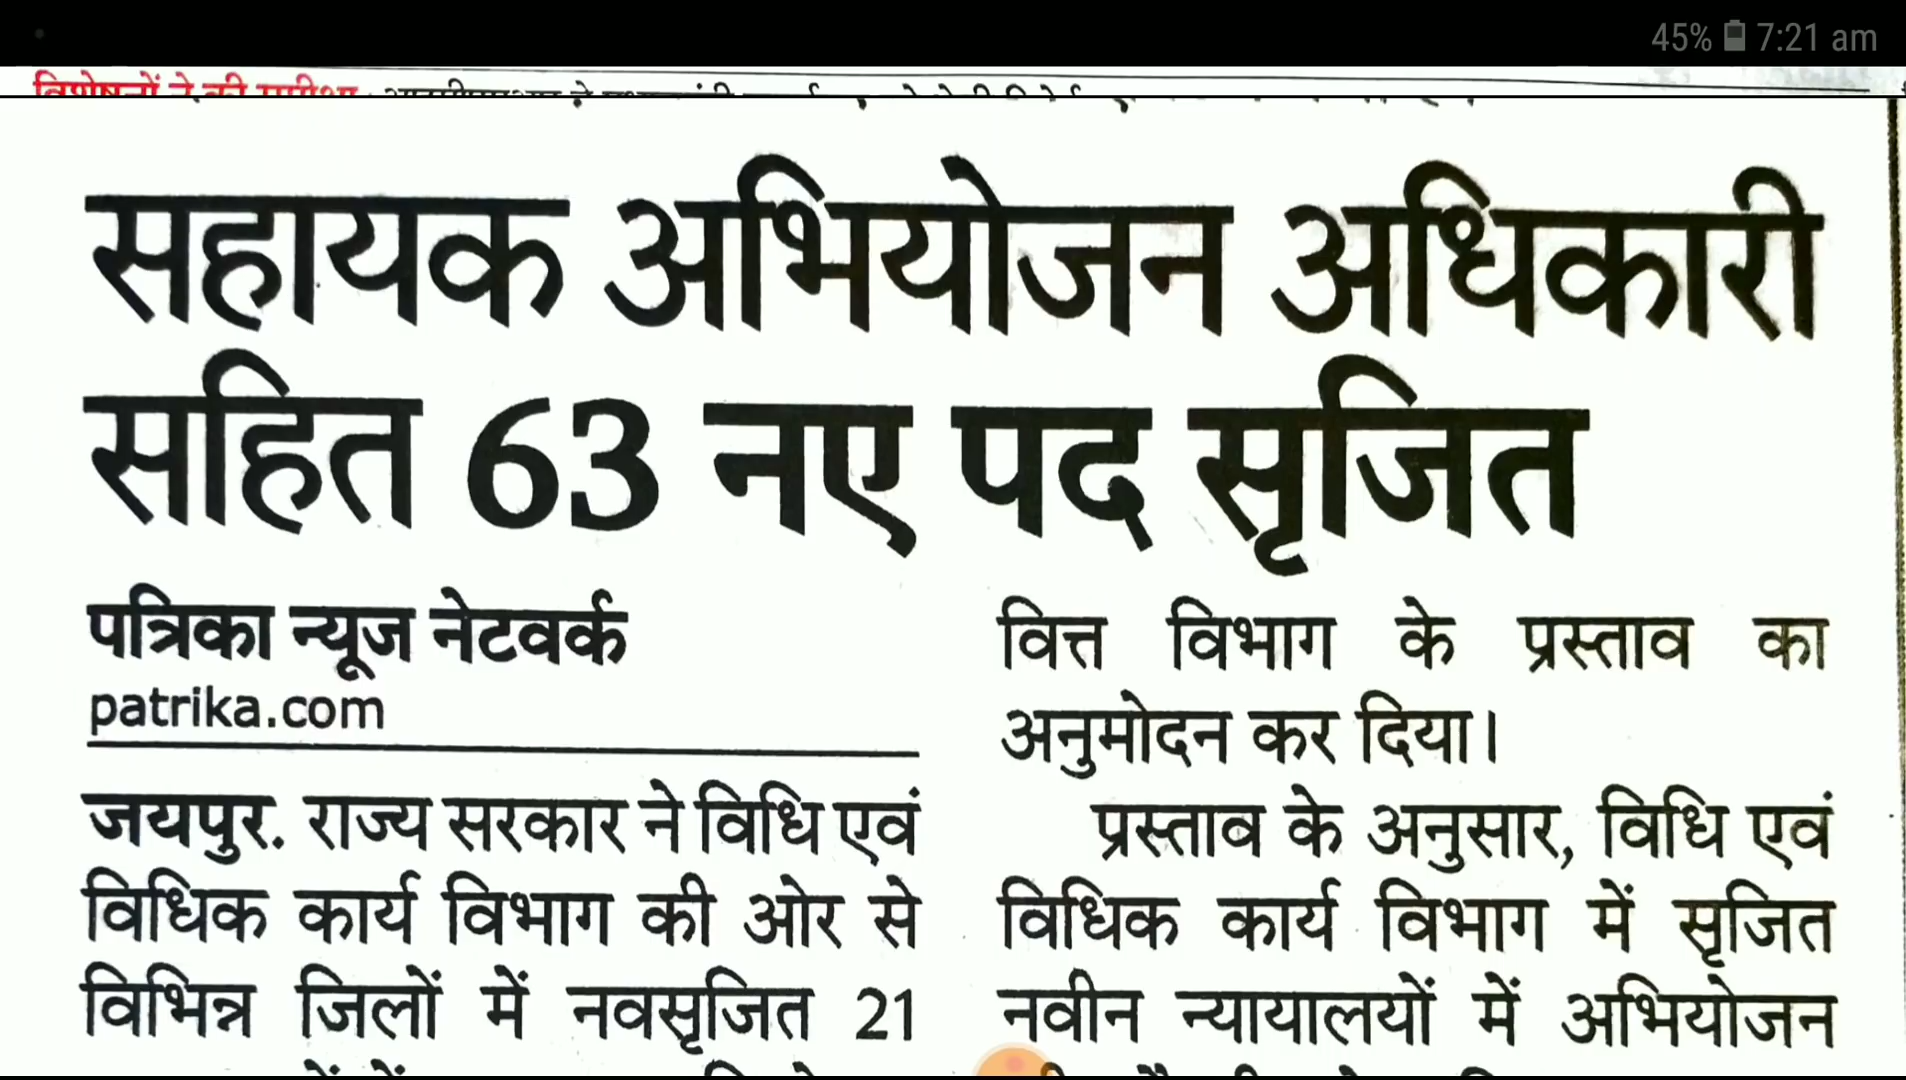 45% 7:21 am
सहायक अभियोजन अधिकारी
सहित 63 नए पद सृजित
पत्रिका न्यूज नेटवर्क
patrika.com
जयपुर. राज्य सरकार ने विधि एवं
विधिक कार्य विभाग की ओर से
विभिन्न जिलों में नवसृजित 21
वित्त विभाग के प्रस्ताव का
अनुमोदन कर दिया।
प्रस्ताव के अनुसार, विधि एवं
विधिक कार्य विभाग में सृजित
नवीन न्यायालयों में अभियोजन